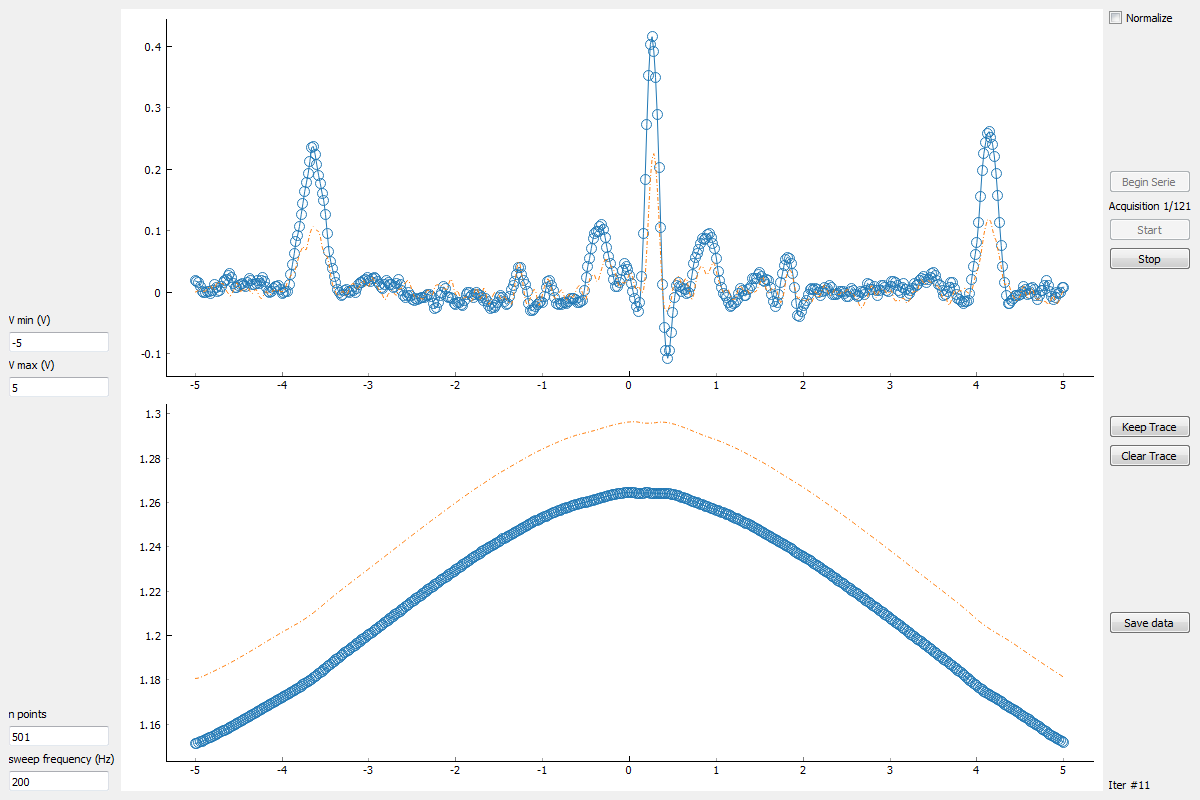 Normalize
0.4
0.3
0.2
0.1
0
-0.1
-5 -4 -3 -2 -1 0 1 2 3 4 5
Begin Serie
Acquisition 1/121
Start
Stop
V min (V)
-5
V max (V)
5
1.3
1.28
1.26
1.24
1.22
1.2
1.18
1.16
-5 -4 -3 -2 -1 0 1 2 3 4 5
Keep Trace
Clear Trace
Save data
n points
501
sweep frequency (Hz)
200
Iter #11